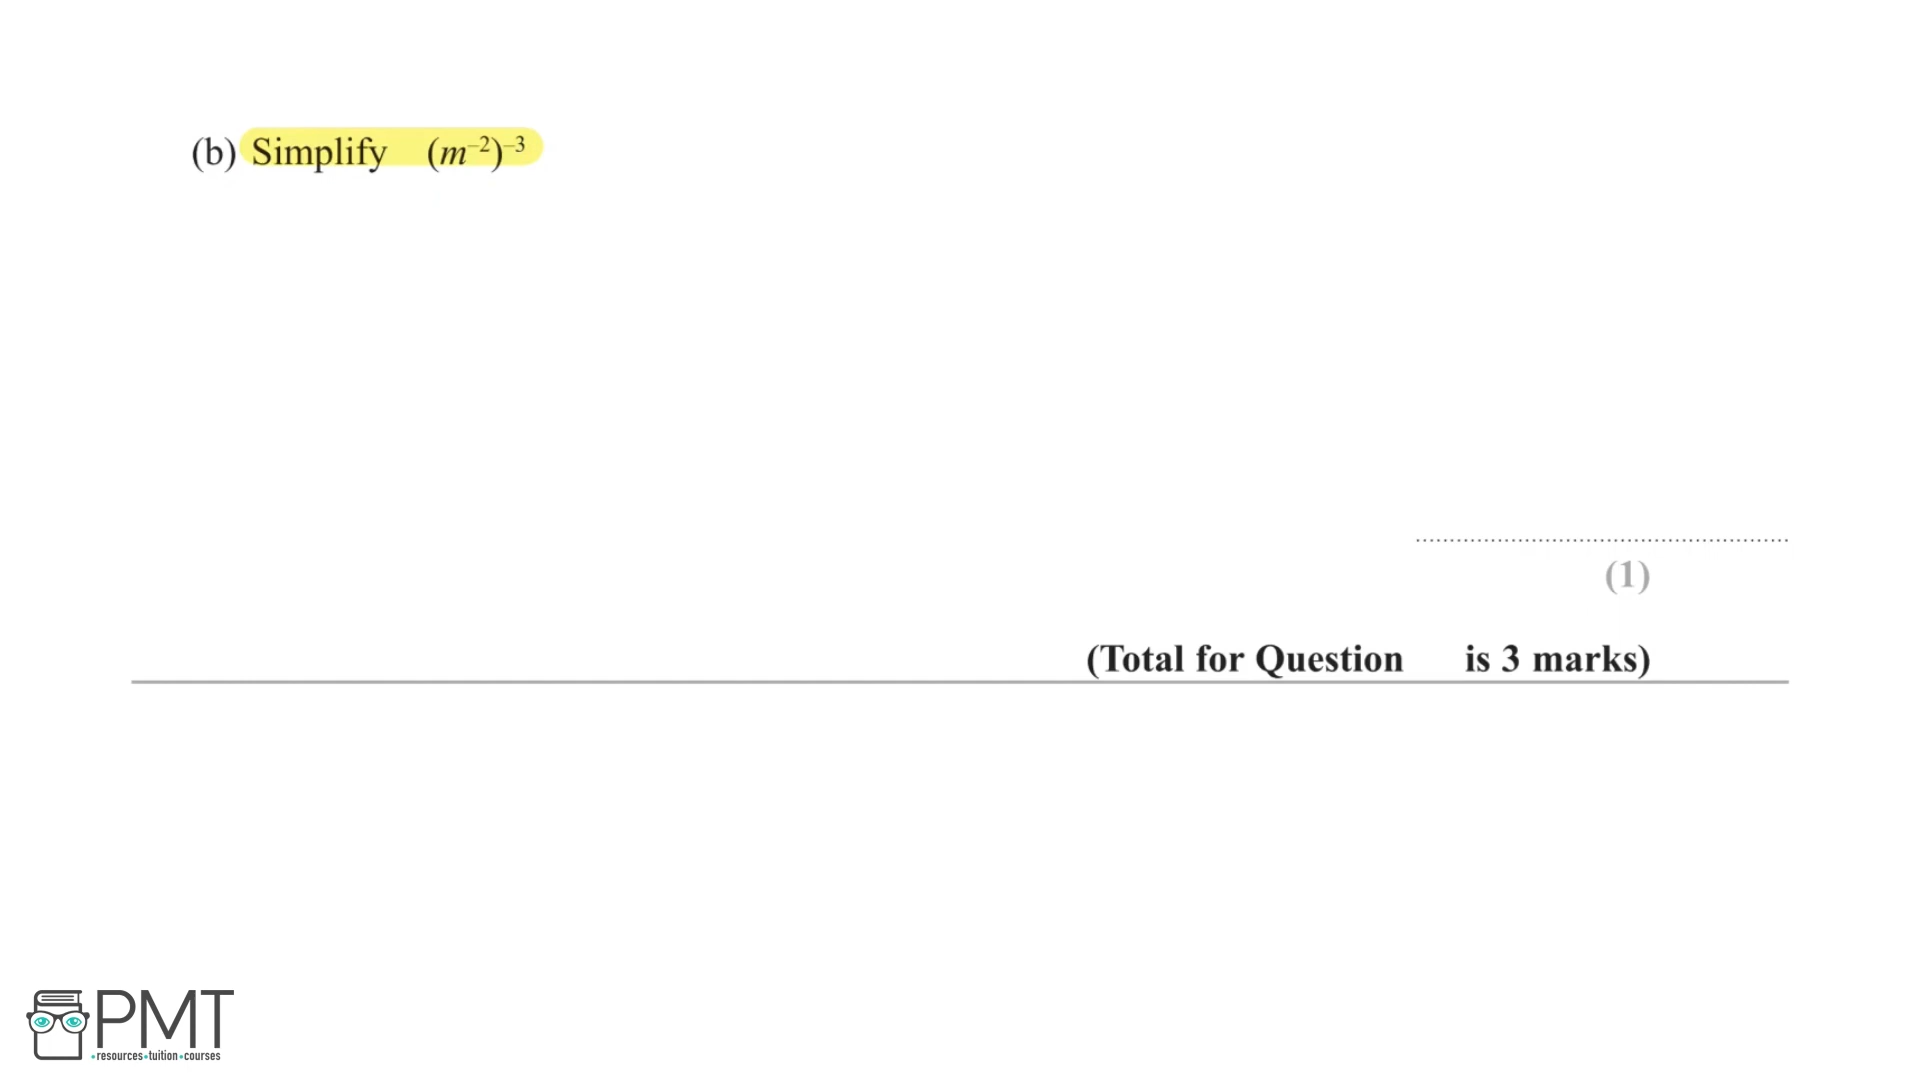 (b) Simplify (m⁻²)⁻³
(1)
(Total for Question is 3 marks)
PMT
•resources•tuition•courses